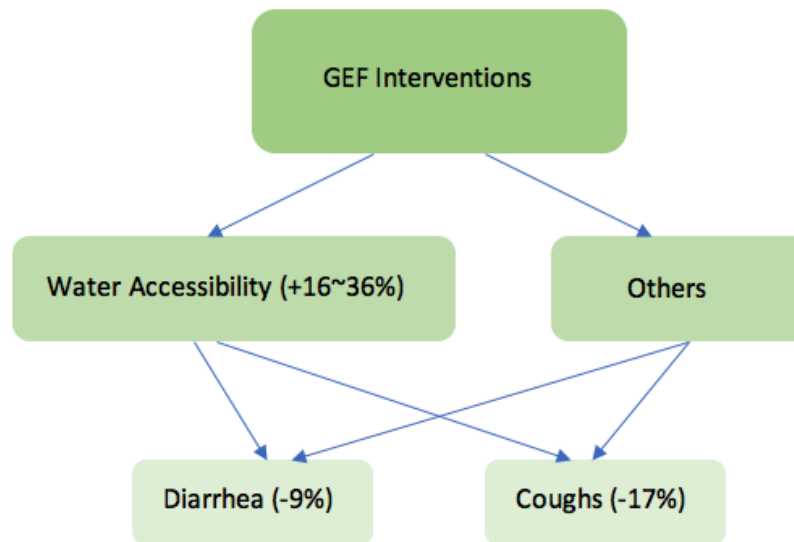 GEF Interventions
Water Accessibility (+16~36%)
Others
Diarrhea (-9%)
Coughs (-17%)